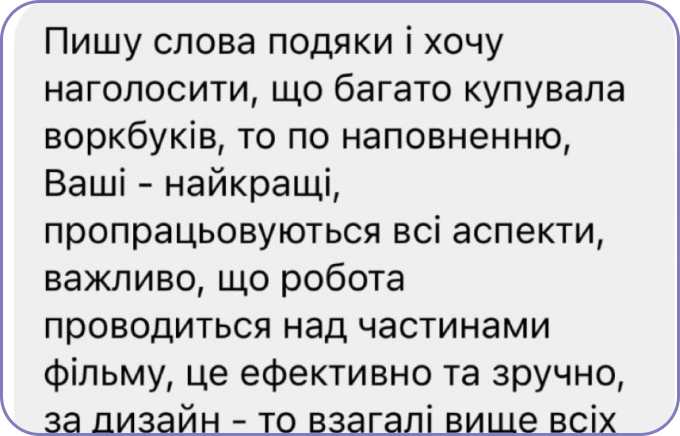 Пишу слова подяки і хочу
наголосити, що багато купувала
воркбуків, то по наповненню,
Ваші - найкращі,
пропрацьовуються всі аспекти,
важливо, що робота
проводиться над частинами
фільму, це ефективно та зручно,
за дизайн - то взагалі вище всіх